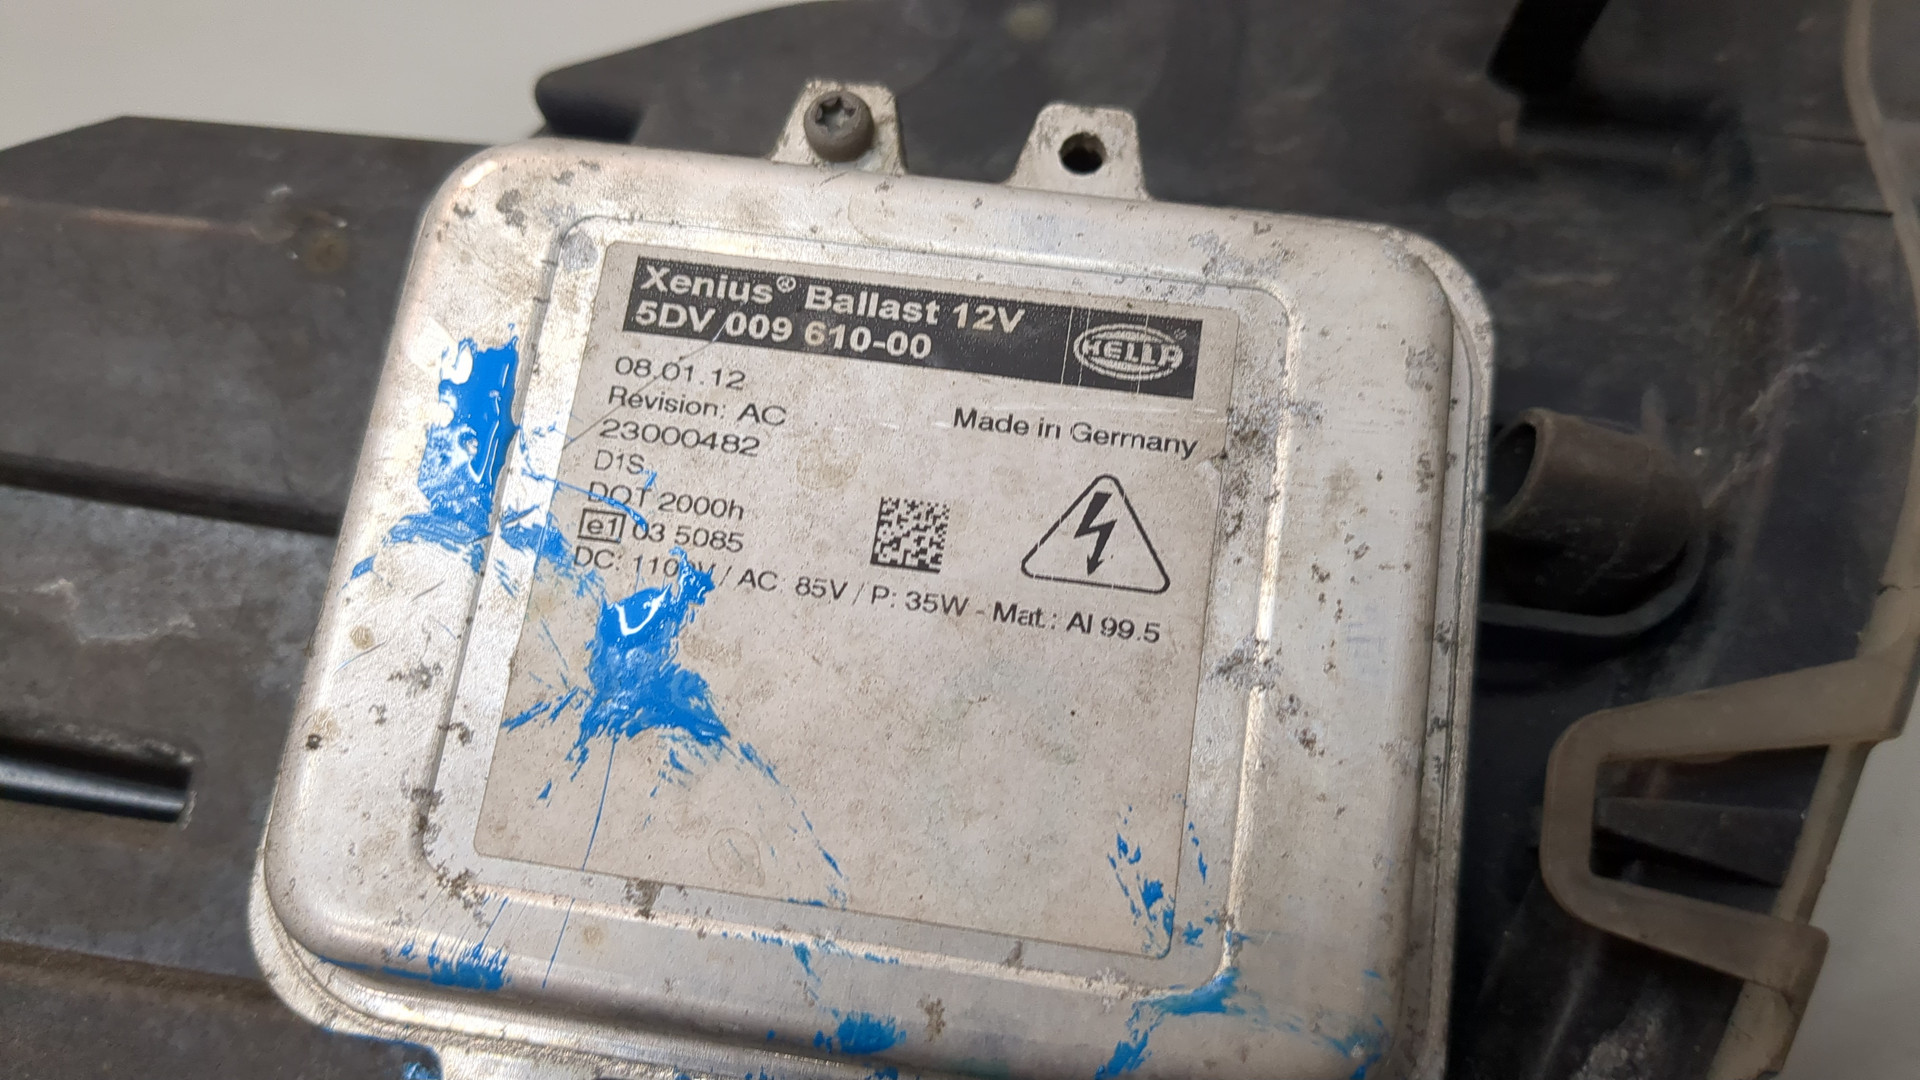 Xenius® Ballast 12V
5DV 009 610-00
HELLA
08.01.12
Revision: AC
Made in Germany
23000482
D1S
DOT 2000h
e1 03 5085
DC: / AC: 85V / P: 35W - Mat.: Al 99.5